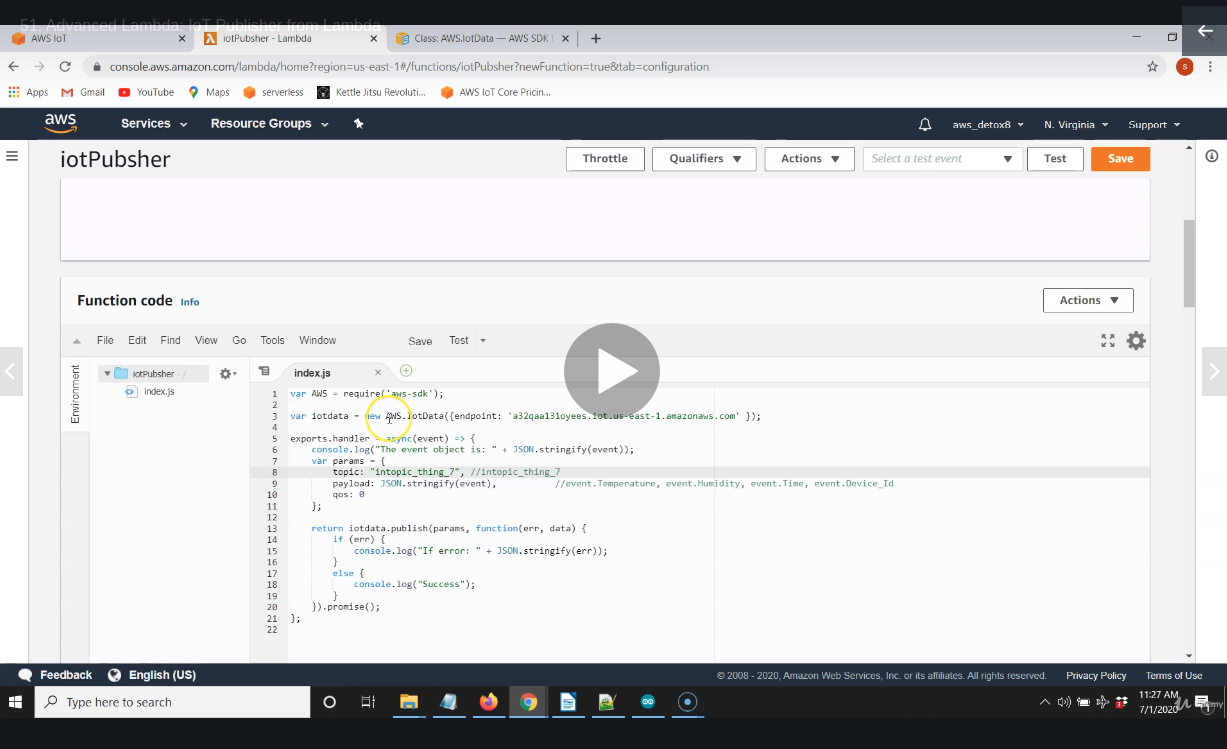 51. Advanced Lambda: IoT Publisher from Lambda
AWS IoT
iotPubsher - Lambda
Class: AWS.IotData — AWS SDK
console.aws.amazon.com/lambda/home?region=us-east-1#/functions/iotPubsher?newFunction=true&tab=configuration
S
Apps
Gmail
YouTube
Maps
serverless
Kettle Jitsu Revoluti...
AWS IoT Core Pricin...
aws
Services
Resource Groups
aws_detox8
N. Virginia
Support
iotPubsher
Throttle
Qualifiers
Actions
Select a test event
Test
Save
Function code Info
Actions
File Edit Find View Go Tools Window Save Test
Environment
iotPubsher - /
index.js
index.js
1 var AWS = require('aws-sdk');
2
3 var iotdata = new AWS.IotData({endpoint: 'a32qaa131oyees.iot.us-east-1.amazonaws.com' });
4
5 exports.handler = async(event) => {
6 console.log("The event object is: " + JSON.stringify(event));
7 var params = {
8 topic: "intopic_thing_7", //intopic_thing_7
9 payload: JSON.stringify(event), //event.Temperature, event.Humidity, event.Time, event.Device_Id
10 qos: 0
11 };
12
13 return iotdata.publish(params, function(err, data) {
14 if (err) {
15 console.log("If error: " + JSON.stringify(err));
16 }
17 else {
18 console.log("Success");
19 }
20 }).promise();
21 };
22
Feedback
English (US)
© 2008 - 2020, Amazon Web Services, Inc. or its affiliates. All rights reserved.
Privacy Policy
Terms of Use
Type here to search
11:27 AM
7/1/2020